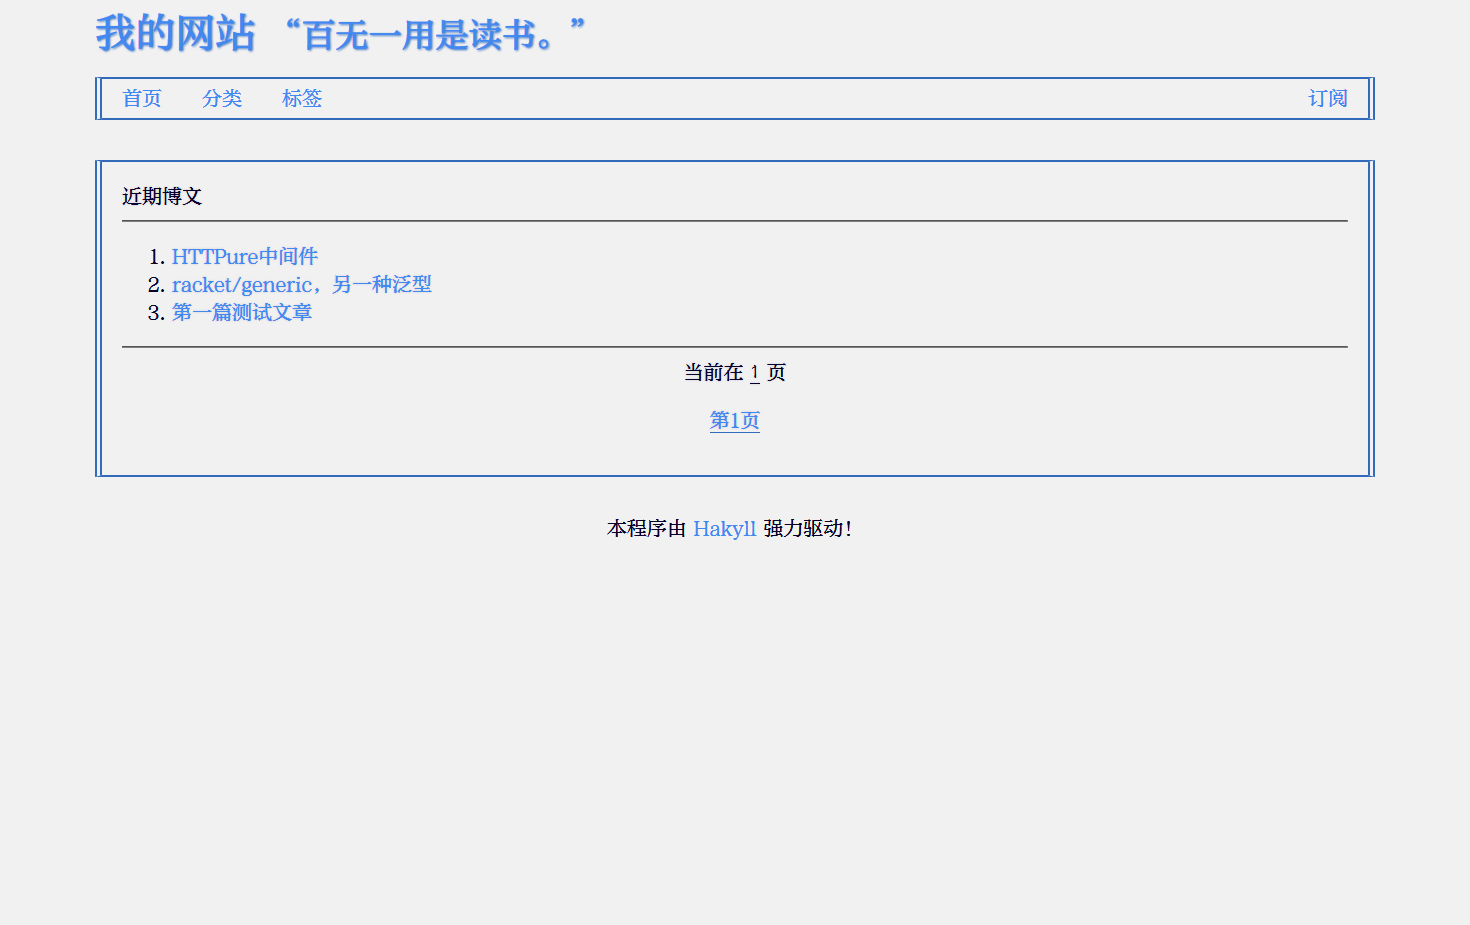 我的网站 “百无一用是读书。”
首页 分类 标签 订阅
近期博文
1. HTTPure中间件
2. racket/generic，另一种泛型
3. 第一篇测试文章
当前在 1 页
第1页
本程序由 Hakyll 强力驱动！